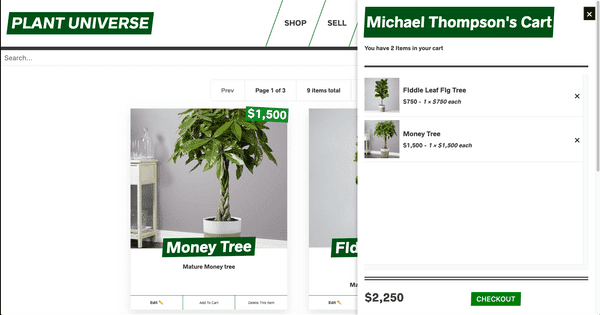 PLANT UNIVERSE
SHOP
SELL
Search...
Prev
Page 1 of 3
9 items total
$1,500
Money Tree
Mature Money tree
Edit
Add To Cart
Delete This Item
Fid
Edit
Michael Thompson's Cart
×
You have 2 Items in your cart
Fiddle Leaf Fig Tree
$750 - 1 × $750 each
×
Money Tree
$1,500 - 1 × $1,500 each
×
$2,250
CHECKOUT